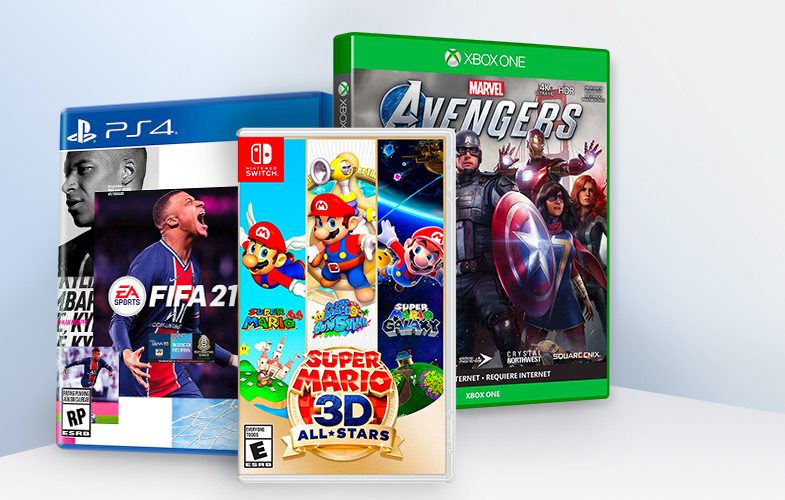 PS4
EA
SPORTS
FIFA 21
RP
ESRB
NINTENDO
SWITCH
SUPER
MARIO 64
SUPER
MARIO
SUNSHINE
SUPER
MARIO
GALAXY
SUPER
MARIO
3D
ALL★STARS
EVERYONE
TODOS
E
ESRB
XBOX ONE
MARVEL
4K HDR
ULTRA HD
AVENGERS
CRYSTAL
NORTHWEST
SQUARE ENIX
TERNET • REQUIERE INTERNET
XBOX ONE